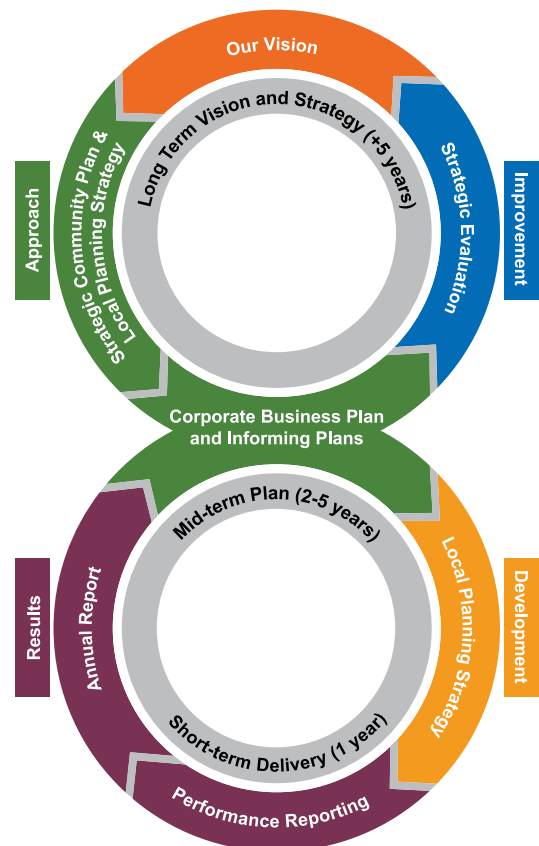 Our Vision
Long Term Vision and Strategy (+5 years)
Approach
Strategic Community Plan &
Local Planning Strategy
Strategic Evaluation
Improvement
Corporate Business Plan
and Informing Plans
Mid-term Plan (2-5 years)
Results
Annual Report
Local Planning Strategy
Development
Short-term Delivery (1 year)
Performance Reporting